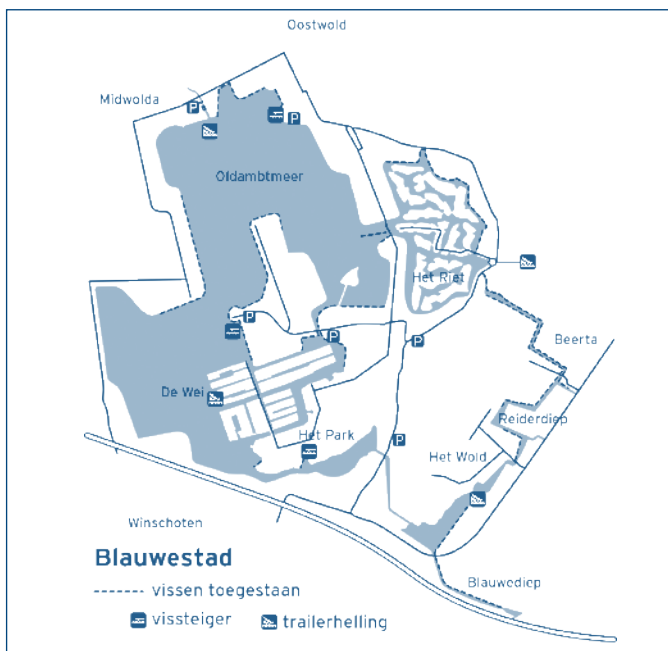 Oostwold
Midwolda
P
P
Oldambtmeer
Het Riet
P
P
P
Beerta
De Wei
Reiderdiep
Het Park
P
Het Wold
Winschoten
Blauwestad
Blauwediep
vissen toegestaan
vissteiger
trailerhelling